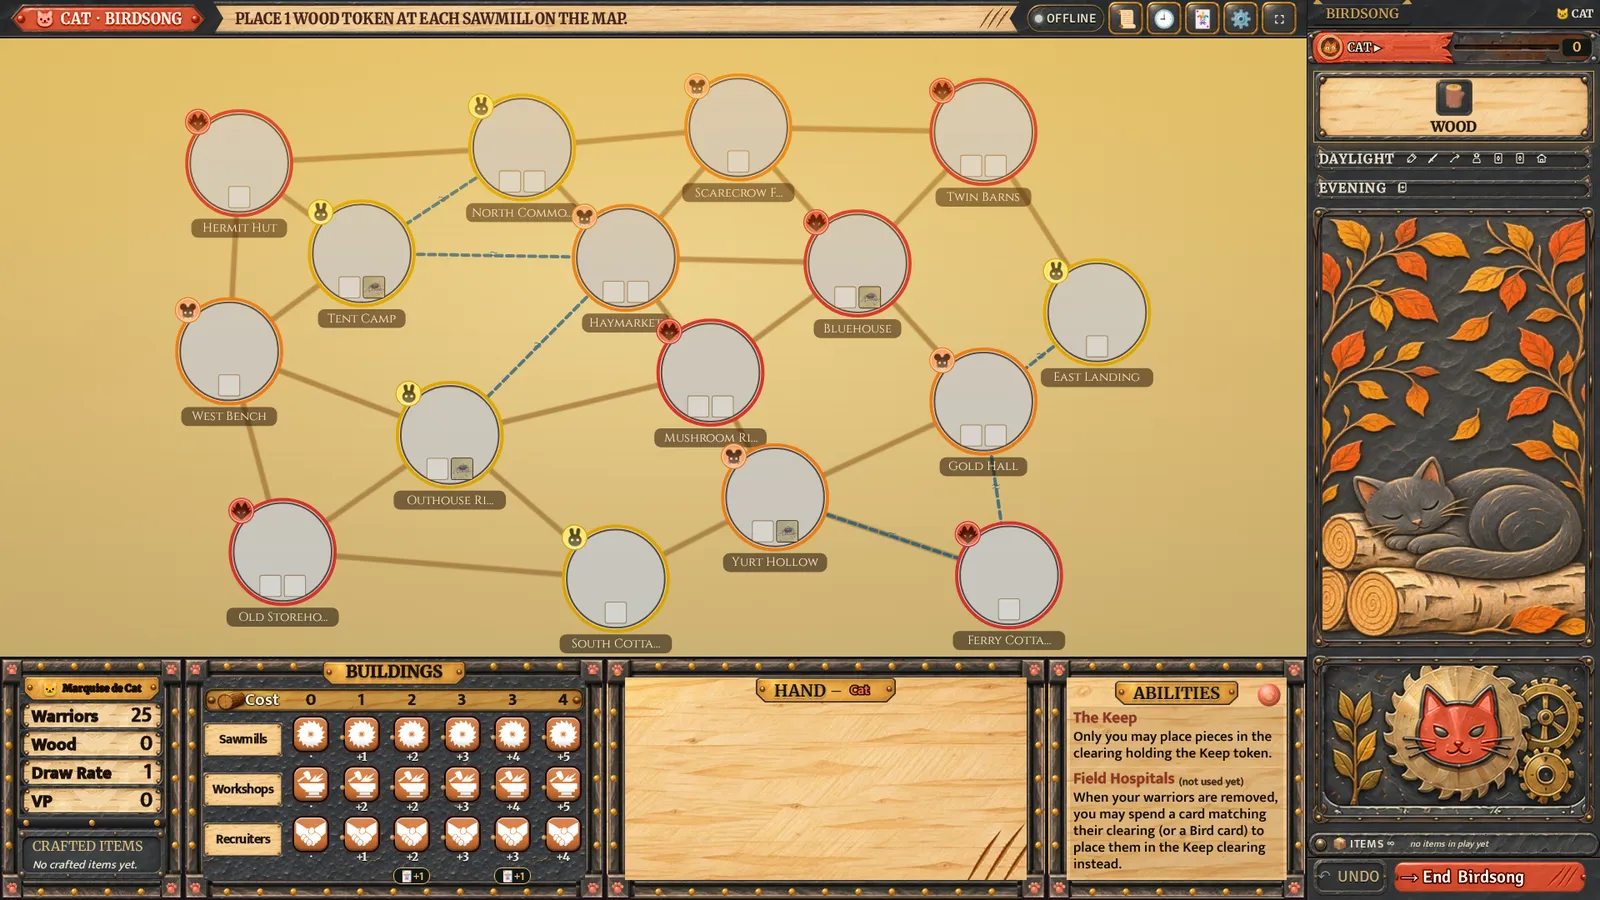 CAT · BIRDSONG
PLACE 1 WOOD TOKEN AT EACH SAWMILL ON THE MAP.
OFFLINE
BIRDSONG
CAT
CAT
0
WOOD
DAYLIGHT
EVENING
HERMIT HUT
NORTH COMMO...
SCARECROW F...
TWIN BARNS
TENT CAMP
HAYMARKET
BLUEHOUSE
EAST LANDING
WEST BENCH
OUTHOUSE RI...
MUSHROOM RI...
GOLD HALL
YURT HOLLOW
OLD STOREHO...
SOUTH COTTA...
FERRY COTTA...
Marquise de Cat
Warriors 25
Wood 0
Draw Rate 1
VP 0
CRAFTED ITEMS
No crafted items yet.
BUILDINGS
Cost 0 1 2 3 3 4
Sawmills
· +1 +2 +3 +4 +5
Workshops
· +2 +2 +3 +4 +5
Recruiters
· +1 +2 +3 +3 +4
+1 +1
HAND – Cat
ABILITIES
The Keep
Only you may place pieces in the
clearing holding the Keep token.
Field Hospitals (not used yet)
When your warriors are removed,
you may spend a card matching
their clearing (or a Bird card) to
place them in the Keep clearing
instead.
ITEMS ∞ no items in play yet
UNDO
→ End Birdsong